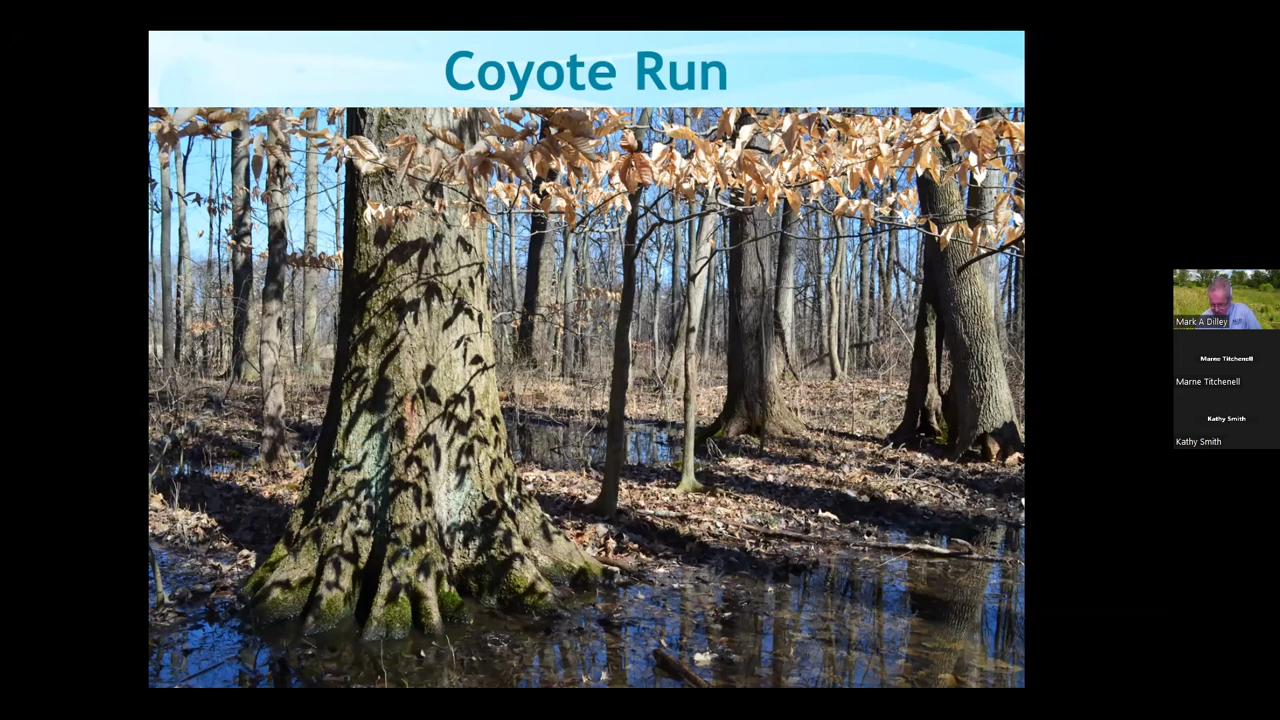 Coyote Run
Mark A Dilley
Marne Titchenell
Marne Titchenell
Kathy Smith
Kathy Smith